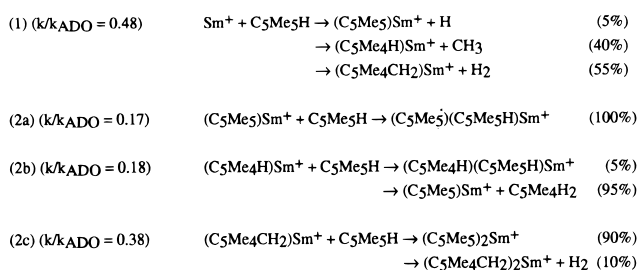 (1) (k/kADO = 0.48) Sm+ + C5Me5H → (C5Me5)Sm+ + H (5%)
→ (C5Me4H)Sm+ + CH3 (40%)
→ (C5Me4CH2)Sm+ + H2 (55%)
(2a) (k/kADO = 0.17) (C5Me5)Sm+ + C5Me5H → (C5Me5)(C5Me5H)Sm+ (100%)
(2b) (k/kADO = 0.18) (C5Me4H)Sm+ + C5Me5H → (C5Me4H)(C5Me5H)Sm+ (5%)
→ (C5Me5)Sm+ + C5Me4H2 (95%)
(2c) (k/kADO = 0.38) (C5Me4CH2)Sm+ + C5Me5H → (C5Me5)2Sm+ (90%)
→ (C5Me4CH2)2Sm+ + H2 (10%)